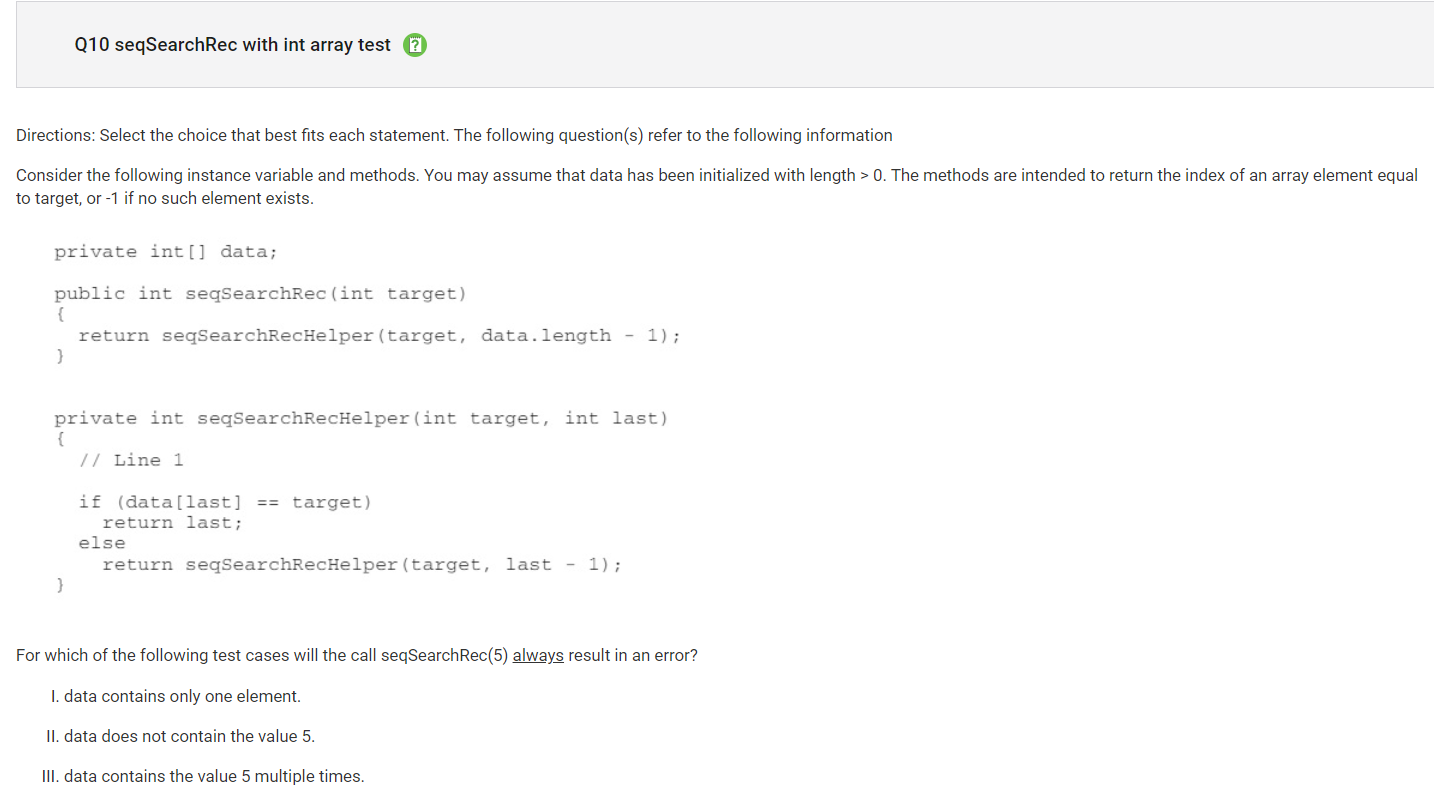 Q10 seqSearchRec with int array test
Directions: Select the choice that best fits each statement. The following question(s) refer to the following information
Consider the following instance variable and methods. You may assume that data has been initialized with length > 0. The methods are intended to return the index of an array element equal
to target, or -1 if no such element exists.
private int[] data;
public int seqSearchRec(int target)
{
return seqSearchRecHelper(target, data.length - 1);
}
private int seqSearchRecHelper(int target, int last)
{
// Line 1
if (data[last] == target)
return last;
else
return seqSearchRecHelper(target, last - 1);
}
For which of the following test cases will the call seqSearchRec(5) always result in an error?
I. data contains only one element.
II. data does not contain the value 5.
III. data contains the value 5 multiple times.